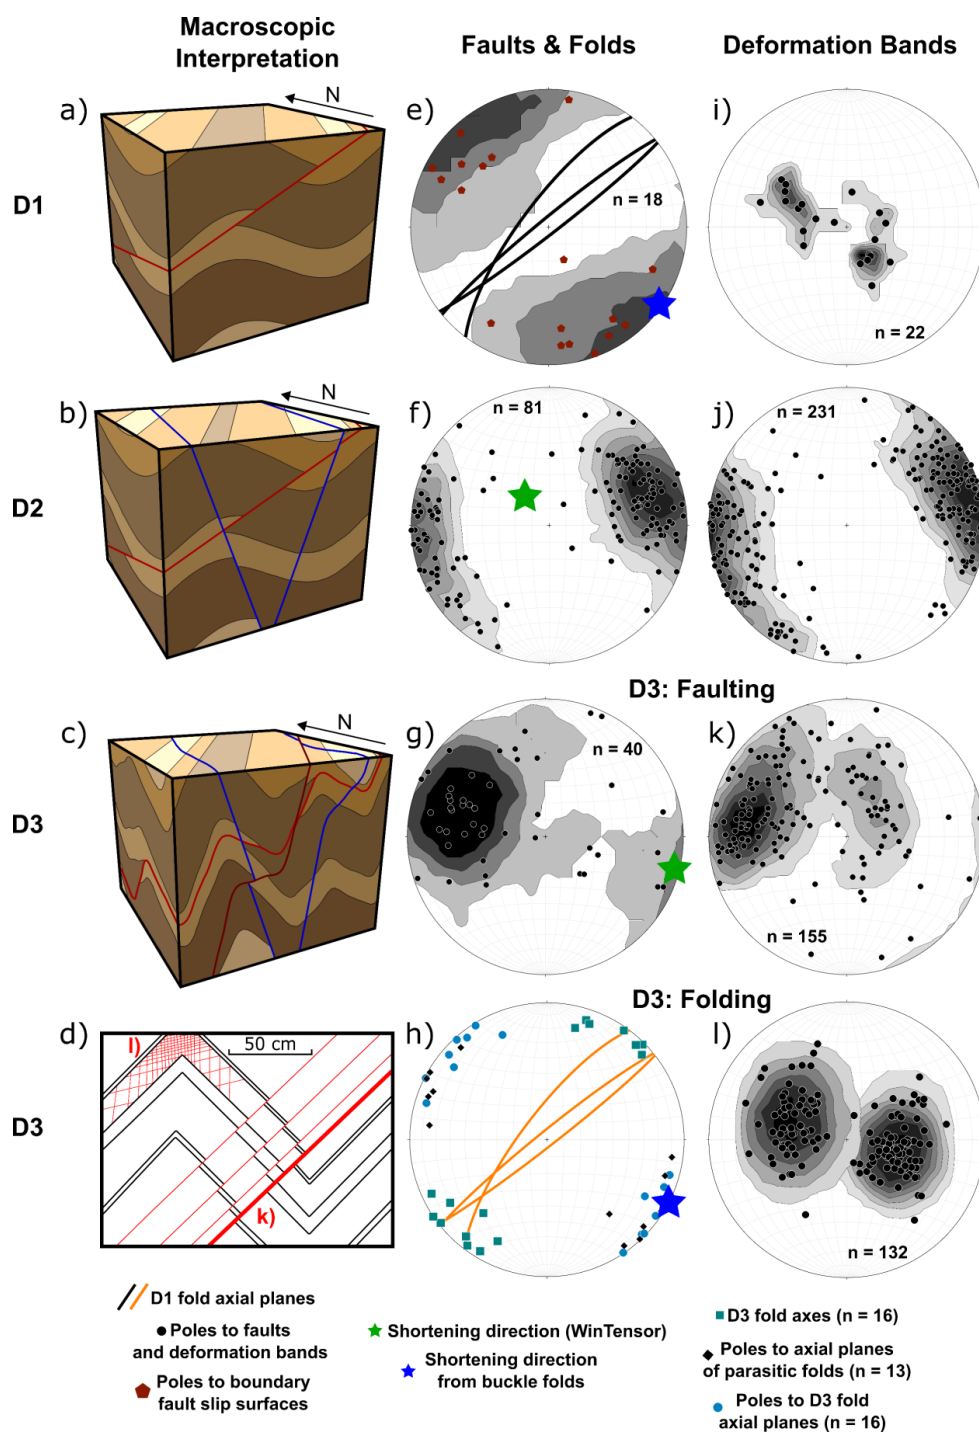 Macroscopic
Interpretation
Faults & Folds
Deformation Bands
a)
N
e)
i)
D1
n = 18
n = 22
b)
N
f)
n = 81
j)
n = 231
D2
D3: Faulting
c)
N
g)
n = 40
k)
D3
n = 155
D3: Folding
d)
l)
50 cm
h)
l)
D3
k)
n = 132
D1 fold axial planes
Poles to faults
and deformation bands
Poles to boundary
fault slip surfaces
Shortening direction (WinTensor)
Shortening direction
from buckle folds
D3 fold axes (n = 16)
Poles to axial planes
of parasitic folds (n = 13)
Poles to D3 fold
axial planes (n = 16)